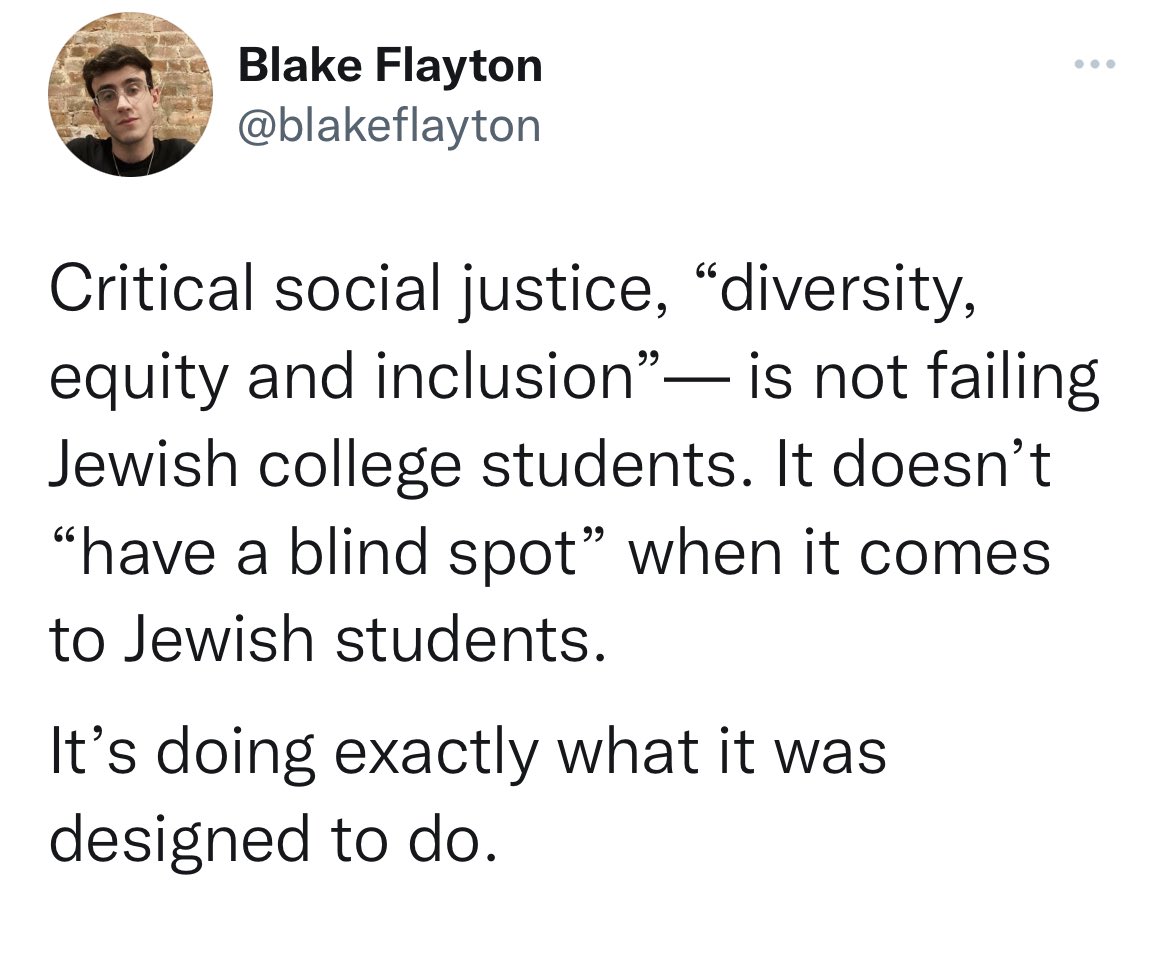 Blake Flayton
@blakeflayton
Critical social justice, “diversity,
equity and inclusion”— is not failing
Jewish college students. It doesn’t
“have a blind spot” when it comes
to Jewish students.
It’s doing exactly what it was
designed to do.